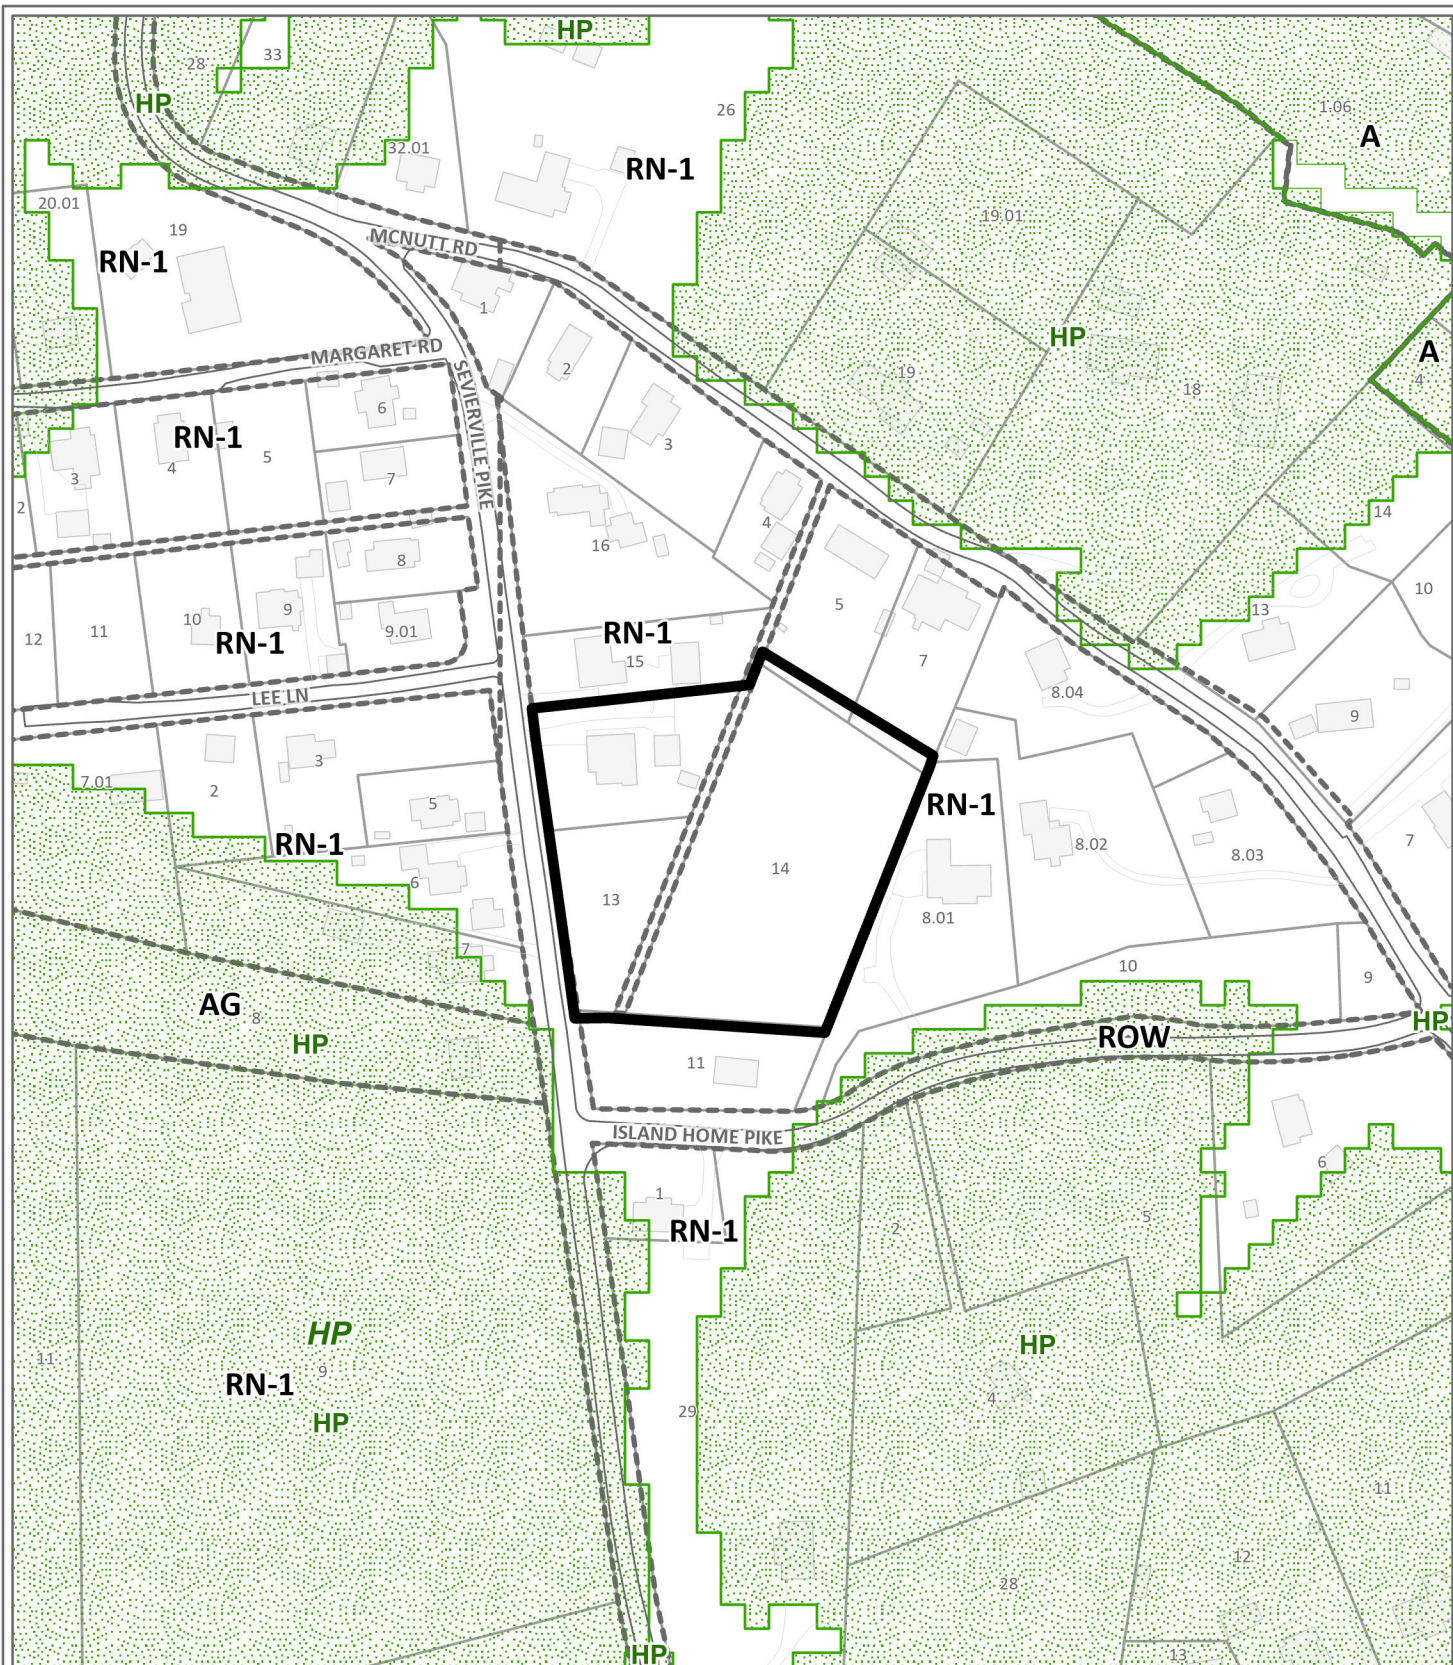 HP
33
28
HP
26
1.06
A
32.01
RN-1
20.01
19
19.01
MCNUTT RD
RN-1
1
HP
MARGARET RD
A
2
19
4
18
SEVIERVILLE PIKE
6
RN-1
3
5
4
3
7
2
14
4
16
8
10
5
13
10
9
11
12
9.01
RN-1
RN-1
15
7
8.04
LEE LN
9
3
7.01
2
5
RN-1
RN-1
8.02
7
8.03
14
6
13
8.01
7
10
9
AG
8
HP
ROW
HP
11
ISLAND HOME PIKE
6
1
RN-1
2
5
HP
HP
11
9
RN-1
4
29
HP
11
12
28
HP
13